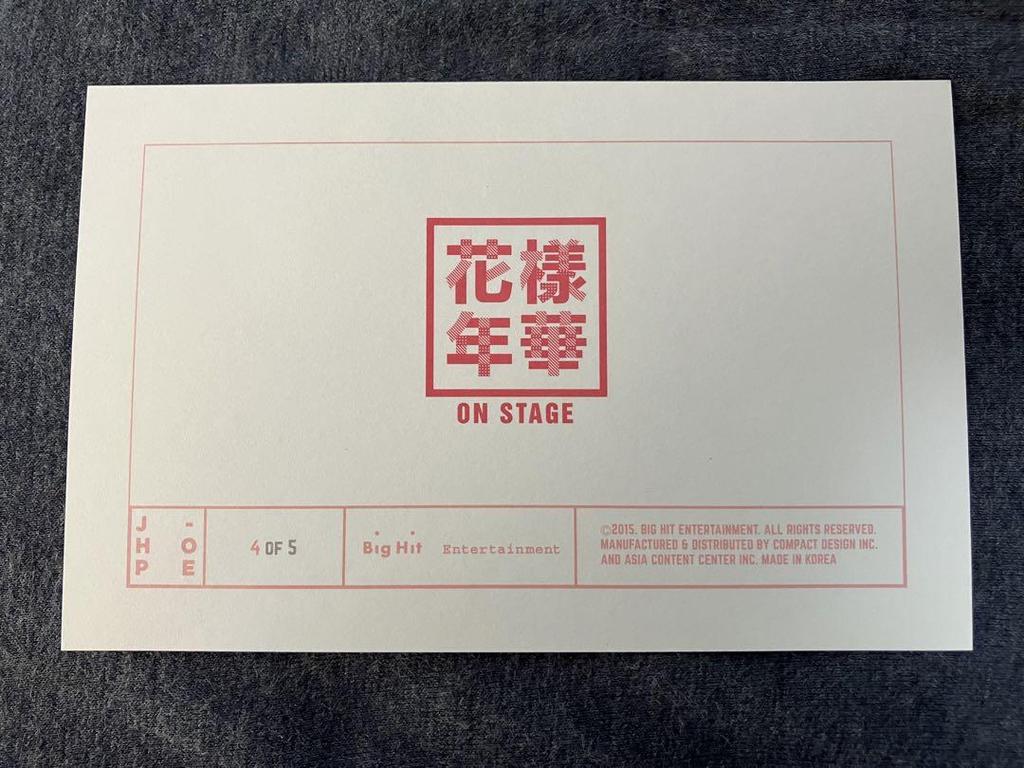 花樣
年華
ON STAGE
J -
H O
P E
4 OF 5
Big Hit Entertainment
©2015. BIG HIT ENTERTAINMENT. ALL RIGHTS RESERVED.
MANUFACTURED & DISTRIBUTED BY COMPACT DESIGN INC.
AND ASIA CONTENT CENTER INC. MADE IN KOREA